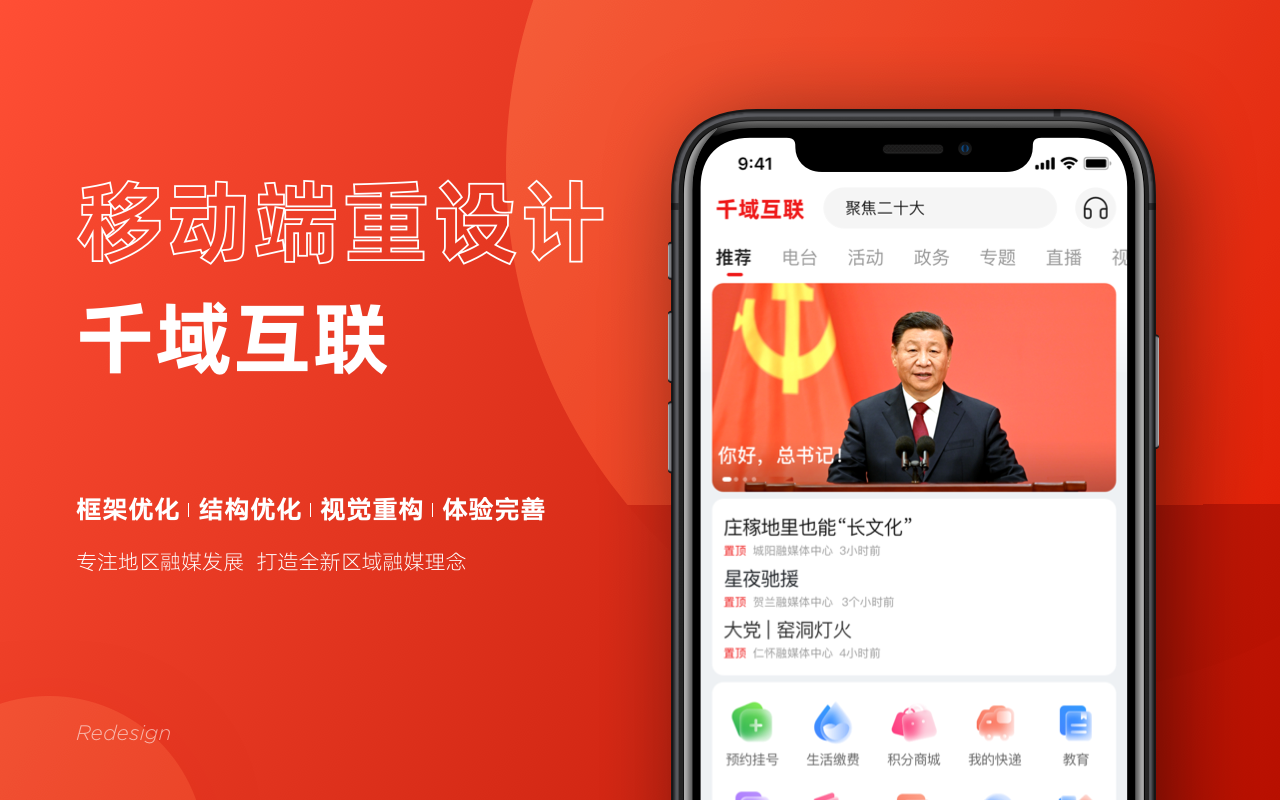 移动端重设计
千域互联
框架优化 | 结构优化 | 视觉重构 | 体验完善
专注地区融媒发展 打造全新区域融媒理念
Redesign
9:41
千域互联 聚焦二十大
推荐 电台 活动 政务 专题 直播 视
你好，总书记！
庄稼地里也能“长文化”
置顶 城阳融媒体中心 3小时前
星夜驰援
置顶 贺兰融媒体中心 3个小时前
大党 | 窑洞灯火
置顶 仁怀融媒体中心 4小时前
预约挂号 生活缴费 积分商城 我的快递 教育